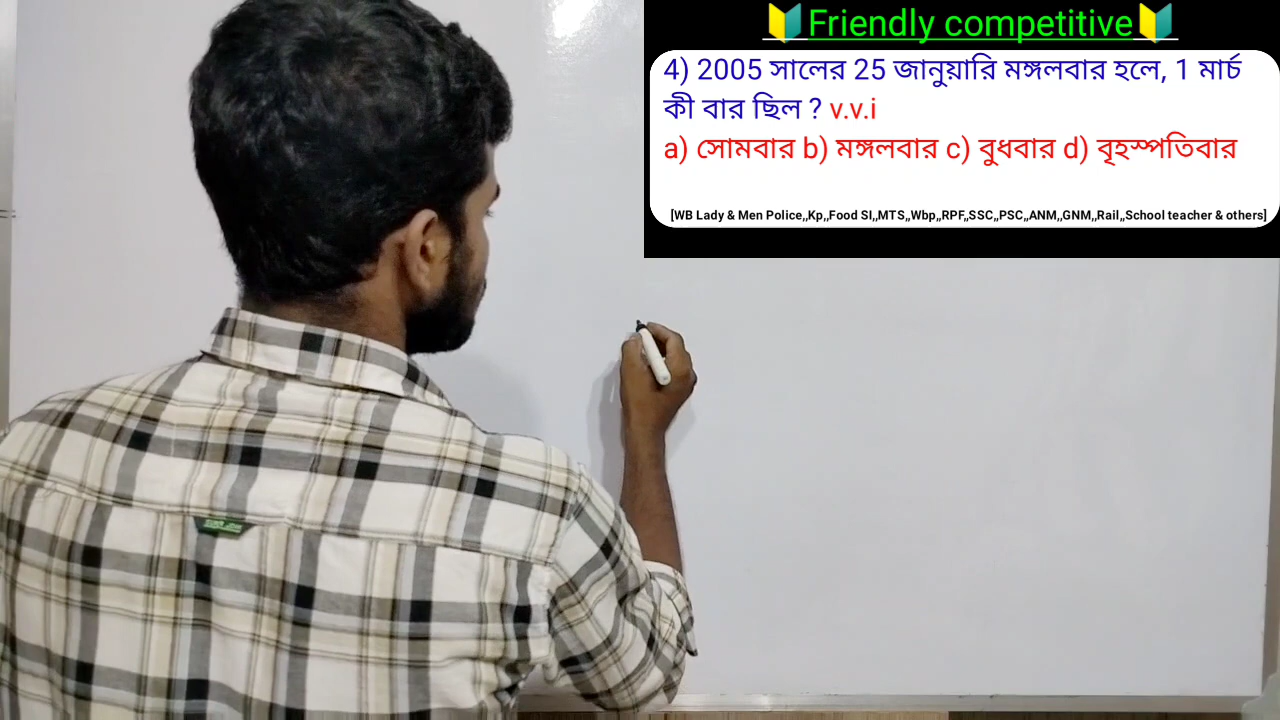 🔰Friendly competitive🔰
4) 2005 সালের 25 জানুয়ারি মঙ্গলবার হলে, 1 মার্চ
কী বার ছিল ? v.v.i
a) সোমবার b) মঙ্গলবার c) বুধবার d) বৃহস্পতিবার
[WB Lady & Men Police,,Kp,,Food SI,,MTS,,Wbp,,RPF,,SSC,,PSC,,ANM,,GNM,,Rail,,School teacher & others]